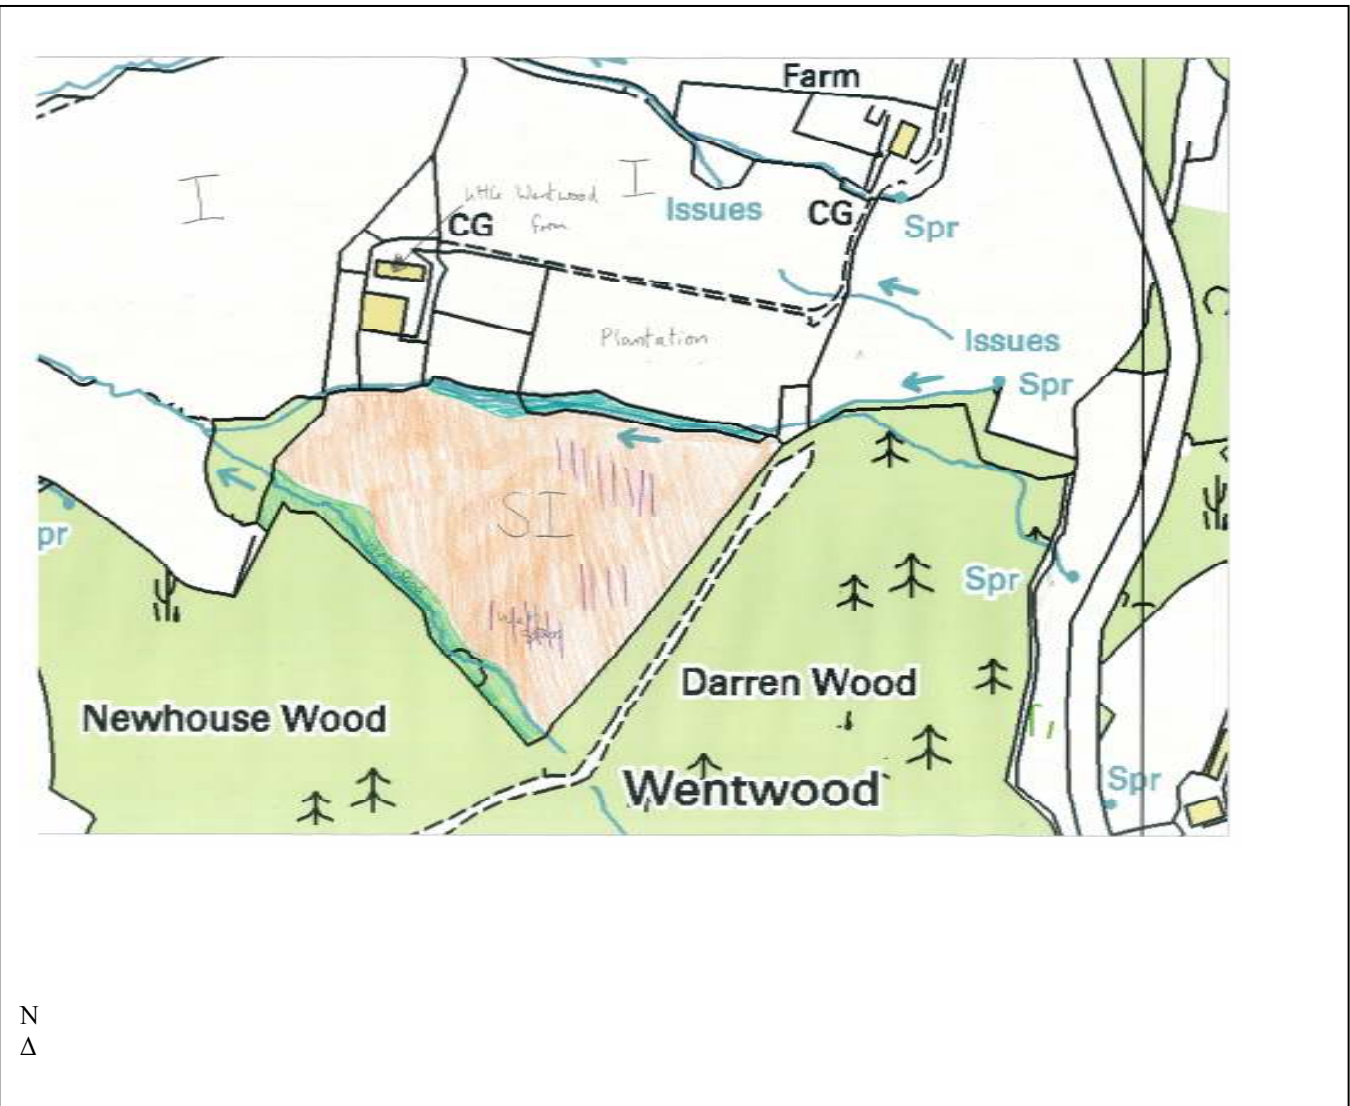 Farm
I
I
Little Wentwood
farm
CG
Issues
CG
Spr
Issues
Plantation
Spr
SI
pr
Spr
Darren Wood
Newhouse Wood
Wentwood
Spr
N
Δ